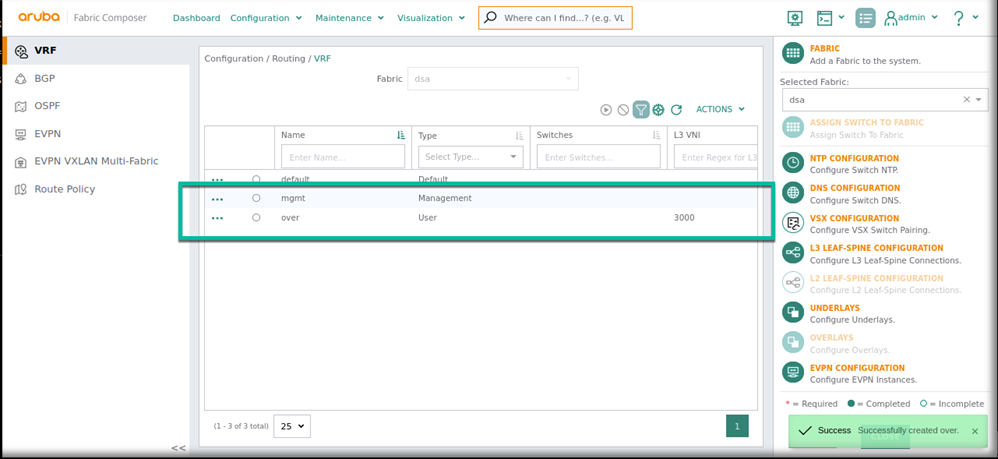 aruba Fabric Composer Dashboard Configuration Maintenance Visualization Where can I find...? (e.g. VL admin ?
VRF
BGP
OSPF
EVPN
EVPN VXLAN Multi-Fabric
Route Policy
<<
Configuration / Routing / VRF
Fabric dsa
ACTIONS
Name Type Switches L3 VNI
Enter Name... Select Type... Enter Switches... Enter Regex for L3
default Default
mgmt Management
over User 3000
(1 - 3 of 3 total) 25 1
FABRIC
Add a Fabric to the system.
Selected Fabric:
dsa
ASSIGN SWITCH TO FABRIC
Assign Switch To Fabric
NTP CONFIGURATION
Configure Switch NTP.
DNS CONFIGURATION
Configure Switch DNS.
VSX CONFIGURATION
Configure VSX Switch Pairing.
L3 LEAF-SPINE CONFIGURATION
Configure L3 Leaf-Spine Connections.
L2 LEAF-SPINE CONFIGURATION
Configure L2 Leaf-Spine Connections.
UNDERLAYS
Configure Underlays.
OVERLAYS
Configure Overlays.
EVPN CONFIGURATION
Configure EVPN Instances.
* = Required = Completed = Incomplete
Success Successfully created over. ×
CLOSE